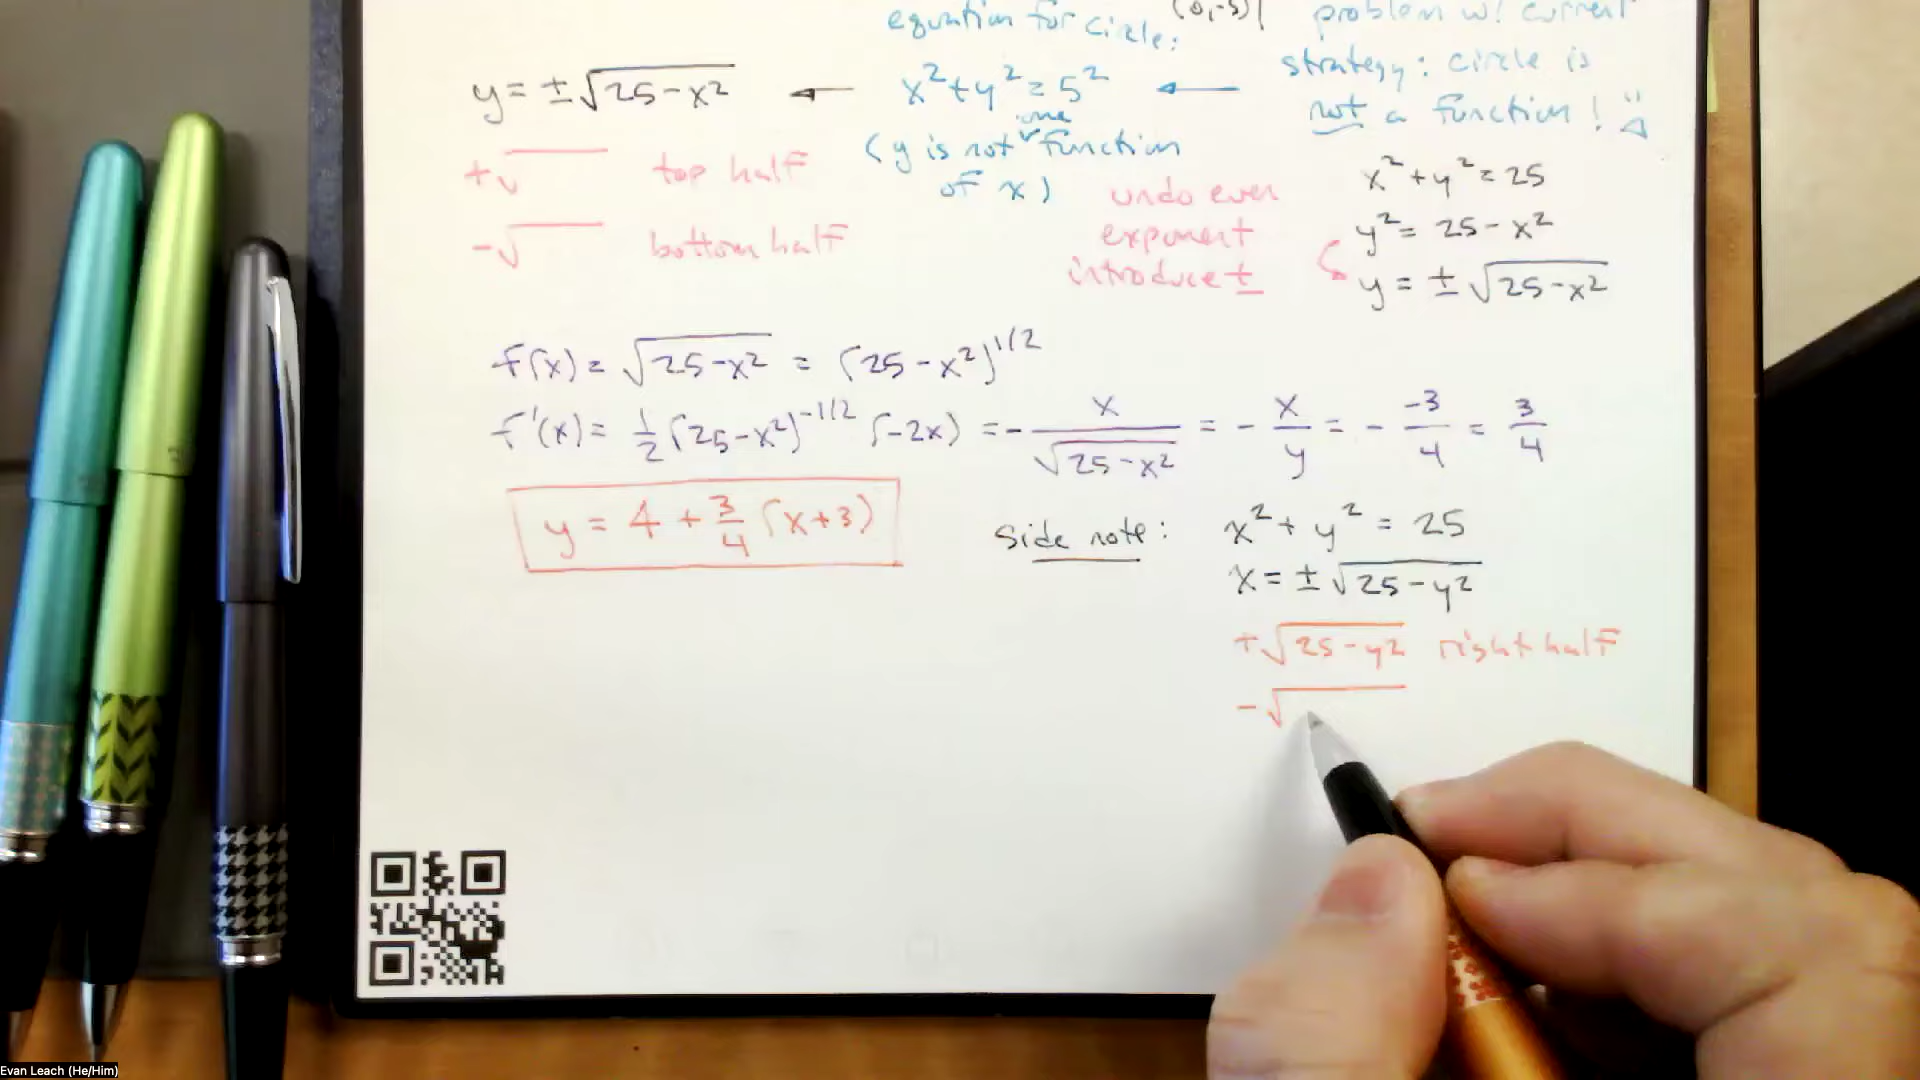 equation for circle: (0,-5)
problem w/ current
strategy: circle is
not a function! ¨
y = ±√25-x² ← x²+y²=5² ←
(y is not one function
of x)
+√ top half
-√ bottom half
undo even
exponent
introduce ±
x²+y²=25
y²= 25-x²
y = ±√25-x²
f(x) = √25-x² = (25-x²)^1/2
f'(x) = 1/2 (25-x²)^-1/2 (-2x) = - x/√25-x² = - x/y = - -3/4 = 3/4
y = 4 + 3/4 (x+3)
side note: x² + y² = 25
x = ±√25-y²
+√25-y² right half
-√
Evan Leach (He/Him)